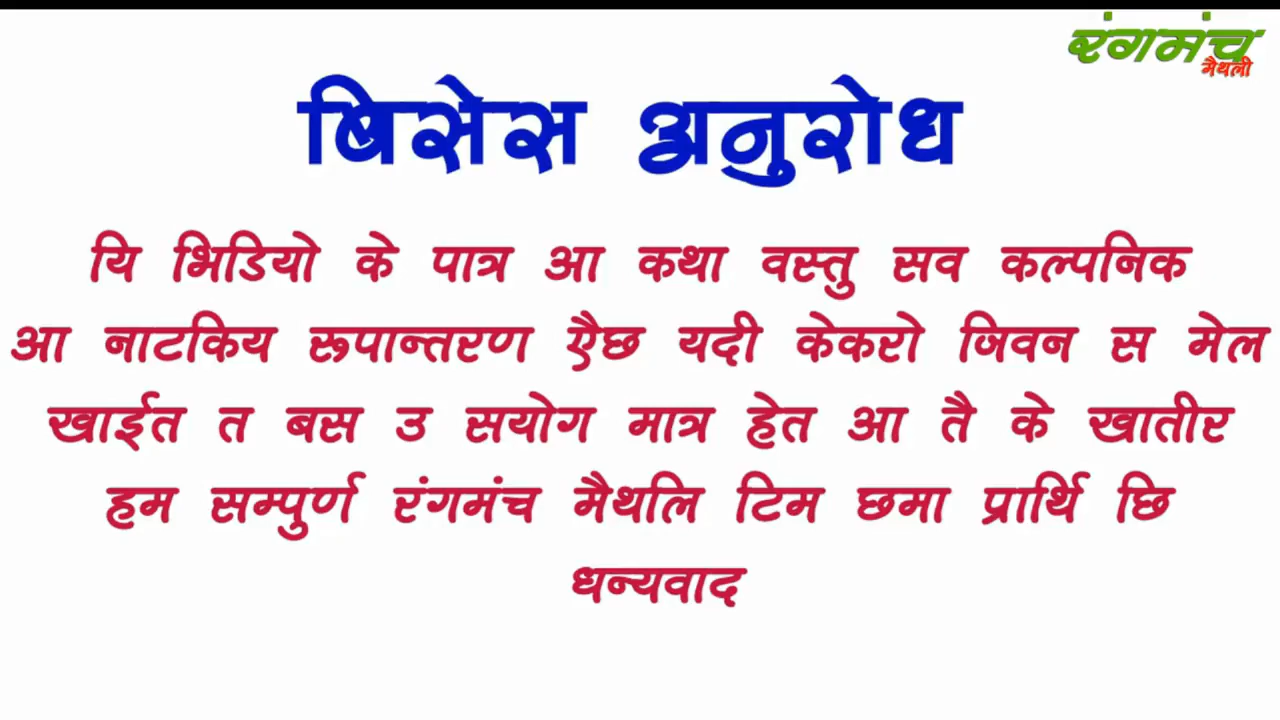 रंगमंच
मैथली
बिसेस अनुरोध
यि भिडियो के पात्र आ कथा वस्तु सव कल्पनिक
आ नाटकिय रूपान्तरण एैछ यदी केकरो जिवन स मेल
खाईत त बस उ सयोग मात्र हेत आ तै के खातीर
हम सम्पुर्ण रंगमंच मैथलि टिम छमा प्रार्थि छि
धन्यवाद